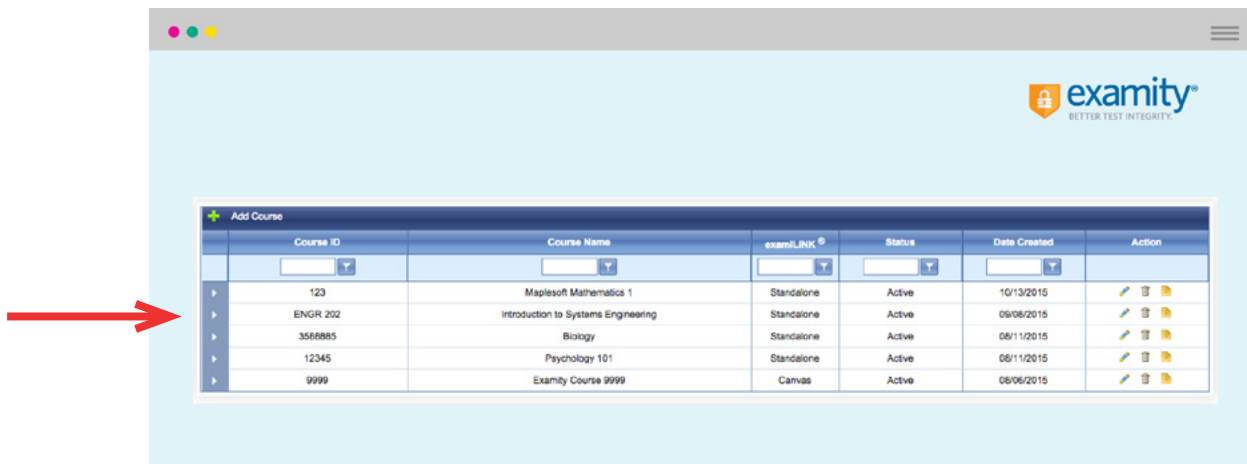 examity®
BETTER TEST INTEGRITY.
Add Course
Course ID Course Name examiLINK ® Status Date Created Action
123 Maplesoft Mathematics 1 Standalone Active 10/13/2015
ENGR 202 Introduction to Systems Engineering Standalone Active 09/08/2015
3568885 Biology Standalone Active 08/11/2015
12345 Psychology 101 Standalone Active 08/11/2015
9999 Examity Course 9999 Canvas Active 08/06/2015